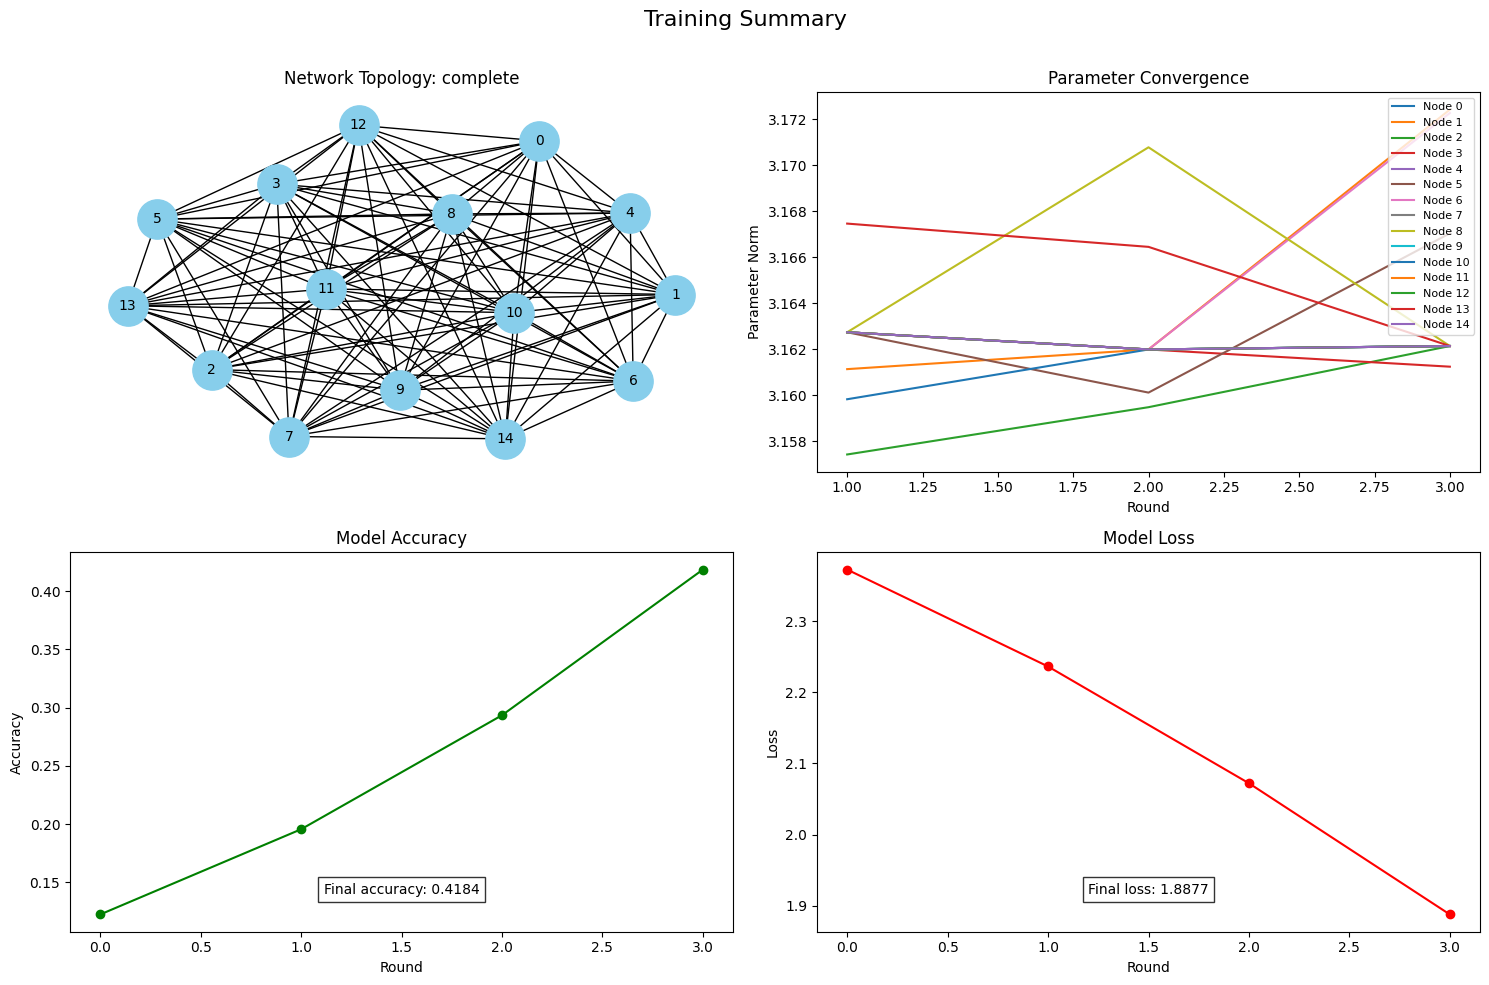 Training Summary
Network Topology: complete
12
0
3
8
4
5
11
1
13
10
2
9
6
7
14
Parameter Convergence
Parameter Norm
3.172
3.170
3.168
3.166
3.164
3.162
3.160
3.158
Node 0
Node 1
Node 2
Node 3
Node 4
Node 5
Node 6
Node 7
Node 8
Node 9
Node 10
Node 11
Node 12
Node 13
Node 14
1.00 1.25 1.50 1.75 2.00 2.25 2.50 2.75 3.00
Round
Model Accuracy
Accuracy
0.40
0.35
0.30
0.25
0.20
0.15
Final accuracy: 0.4184
0.0 0.5 1.0 1.5 2.0 2.5 3.0
Round
Model Loss
Loss
2.3
2.2
2.1
2.0
1.9
Final loss: 1.8877
0.0 0.5 1.0 1.5 2.0 2.5 3.0
Round